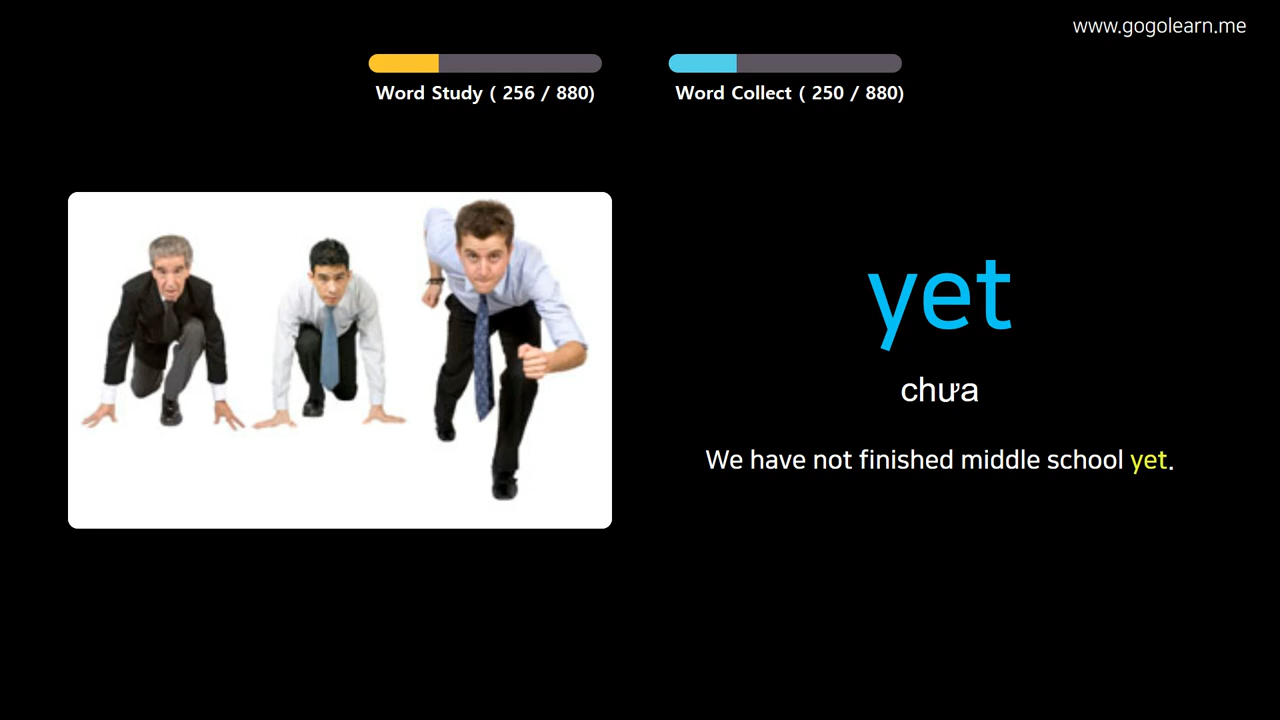 www.gogolearn.me
Word Study ( 256 / 880)
Word Collect ( 250 / 880)
yet
chưa
We have not finished middle school yet.